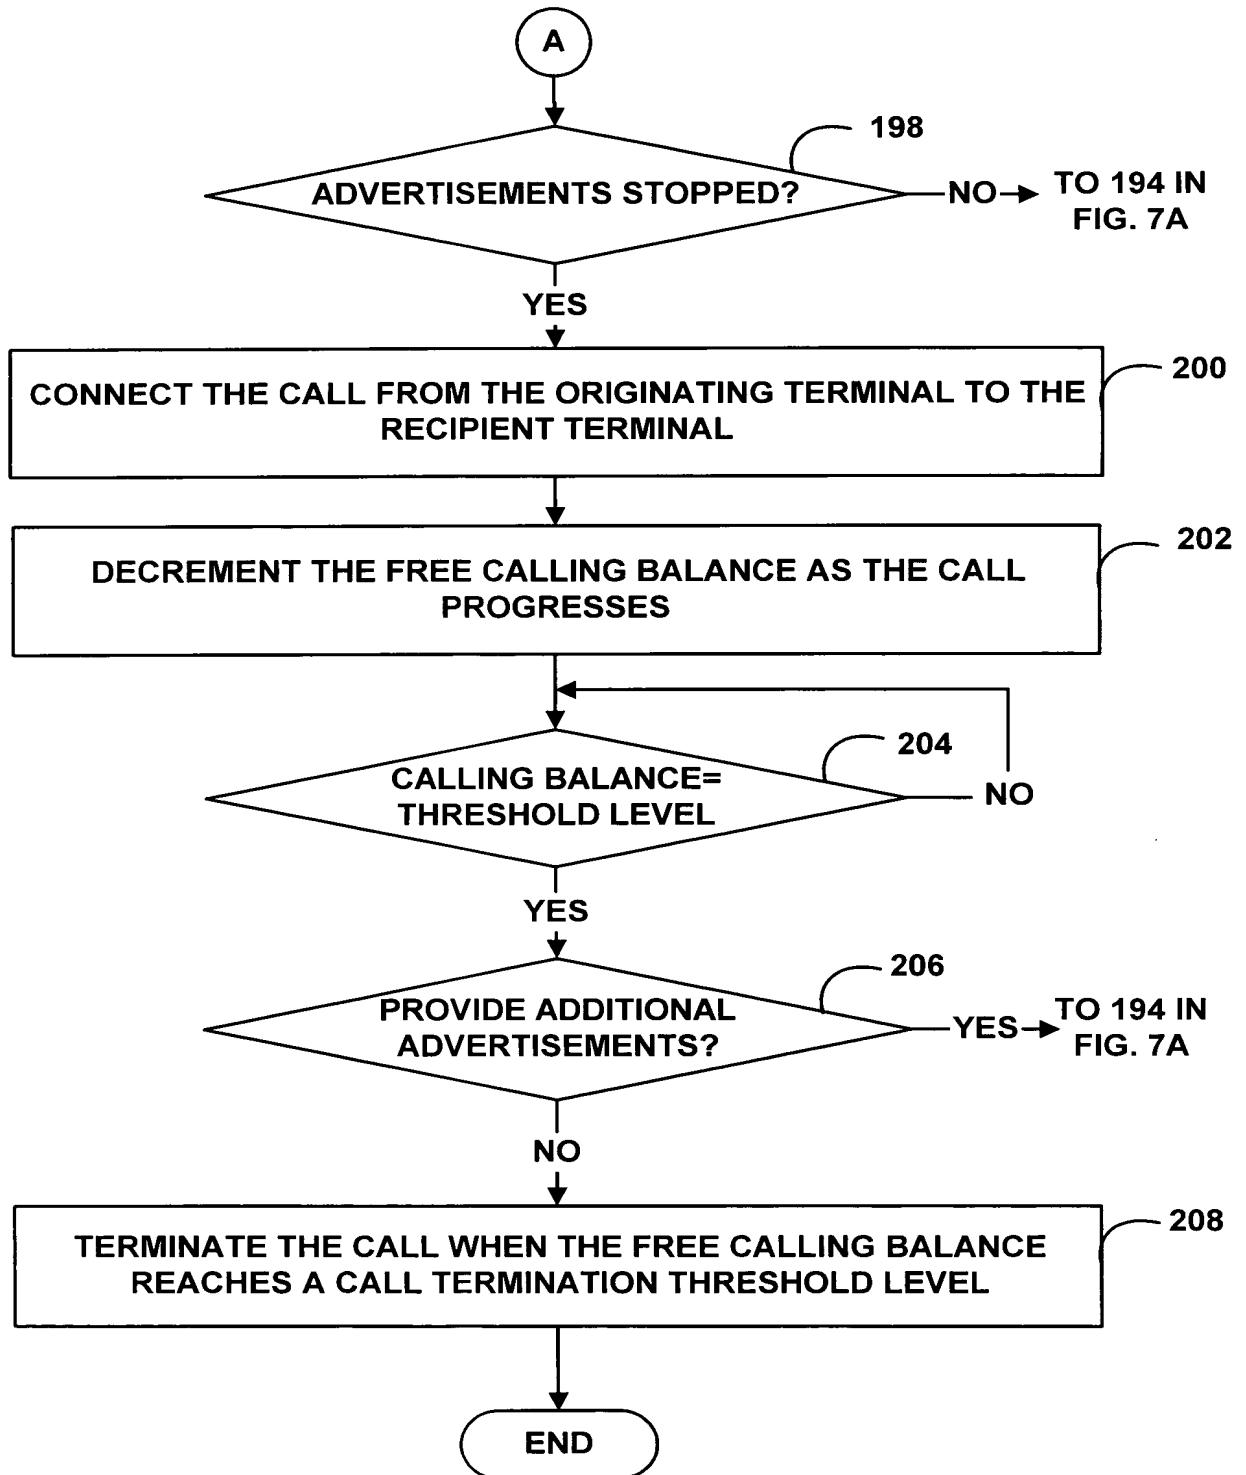 A
198
ADVERTISEMENTS STOPPED?
NO
TO 194 IN
FIG. 7A
YES
200
CONNECT THE CALL FROM THE ORIGINATING TERMINAL TO THE
RECIPIENT TERMINAL
202
DECREMENT THE FREE CALLING BALANCE AS THE CALL
PROGRESSES
204
CALLING BALANCE=
THRESHOLD LEVEL
NO
YES
206
PROVIDE ADDITIONAL
ADVERTISEMENTS?
YES
TO 194 IN
FIG. 7A
NO
208
TERMINATE THE CALL WHEN THE FREE CALLING BALANCE
REACHES A CALL TERMINATION THRESHOLD LEVEL
END